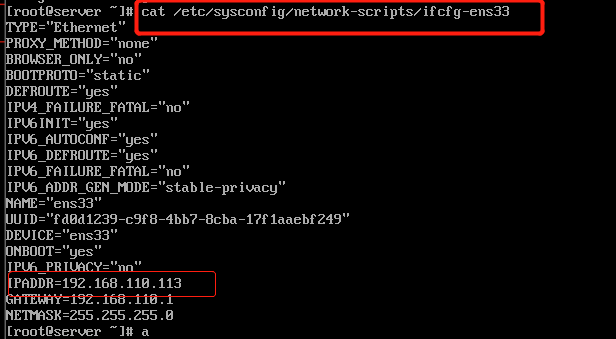 [root@server ~]# cat /etc/sysconfig/network-scripts/ifcfg-ens33
TYPE="Ethernet"
PROXY_METHOD="none"
BROWSER_ONLY="no"
BOOTPROTO="static"
DEFROUTE="yes"
IPV4_FAILURE_FATAL="no"
IPV6INIT="yes"
IPV6_AUTOCONF="yes"
IPV6_DEFROUTE="yes"
IPV6_FAILURE_FATAL="no"
IPV6_ADDR_GEN_MODE="stable-privacy"
NAME="ens33"
UUID="fd0d1239-c9f8-4bb7-8cba-17f1aaebf249"
DEVICE="ens33"
ONBOOT="yes"
IPV6_PRIVACY="no"
IPADDR=192.168.110.113
GATEWAY=192.168.110.1
NETMASK=255.255.255.0
[root@server ~]# a